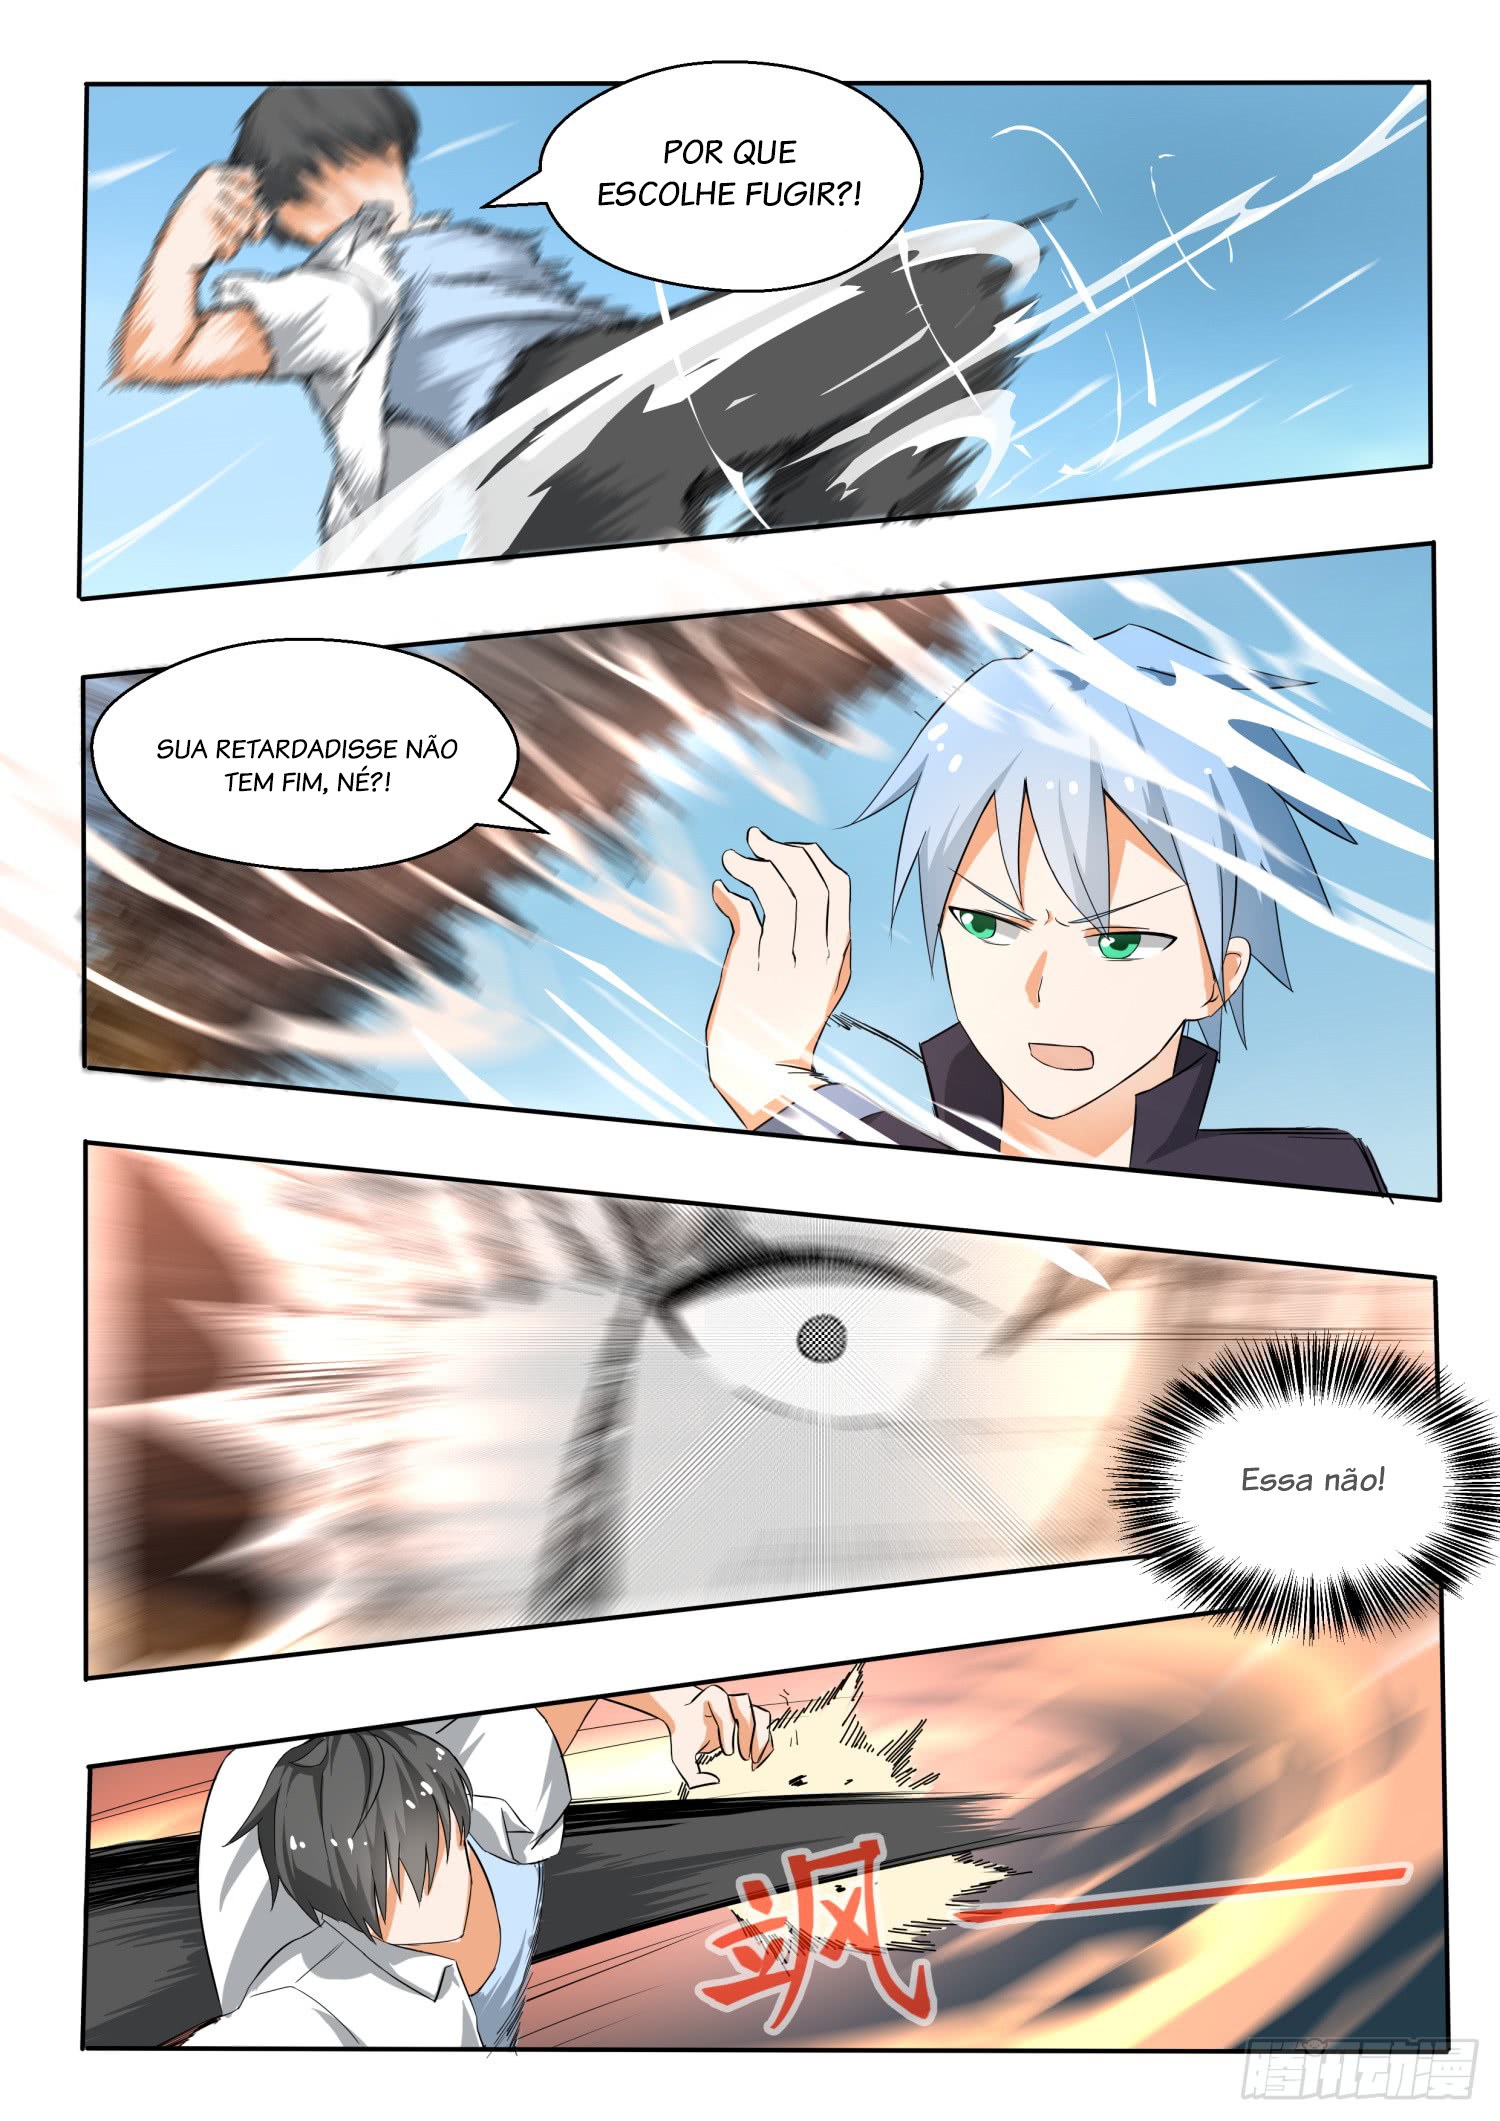 POR QUE
ESCOLHE FUGIR?!
SUA RETARDADISSE NÃO
TEM FIM, NÉ?!
Essa não!
飒—
腾讯动漫